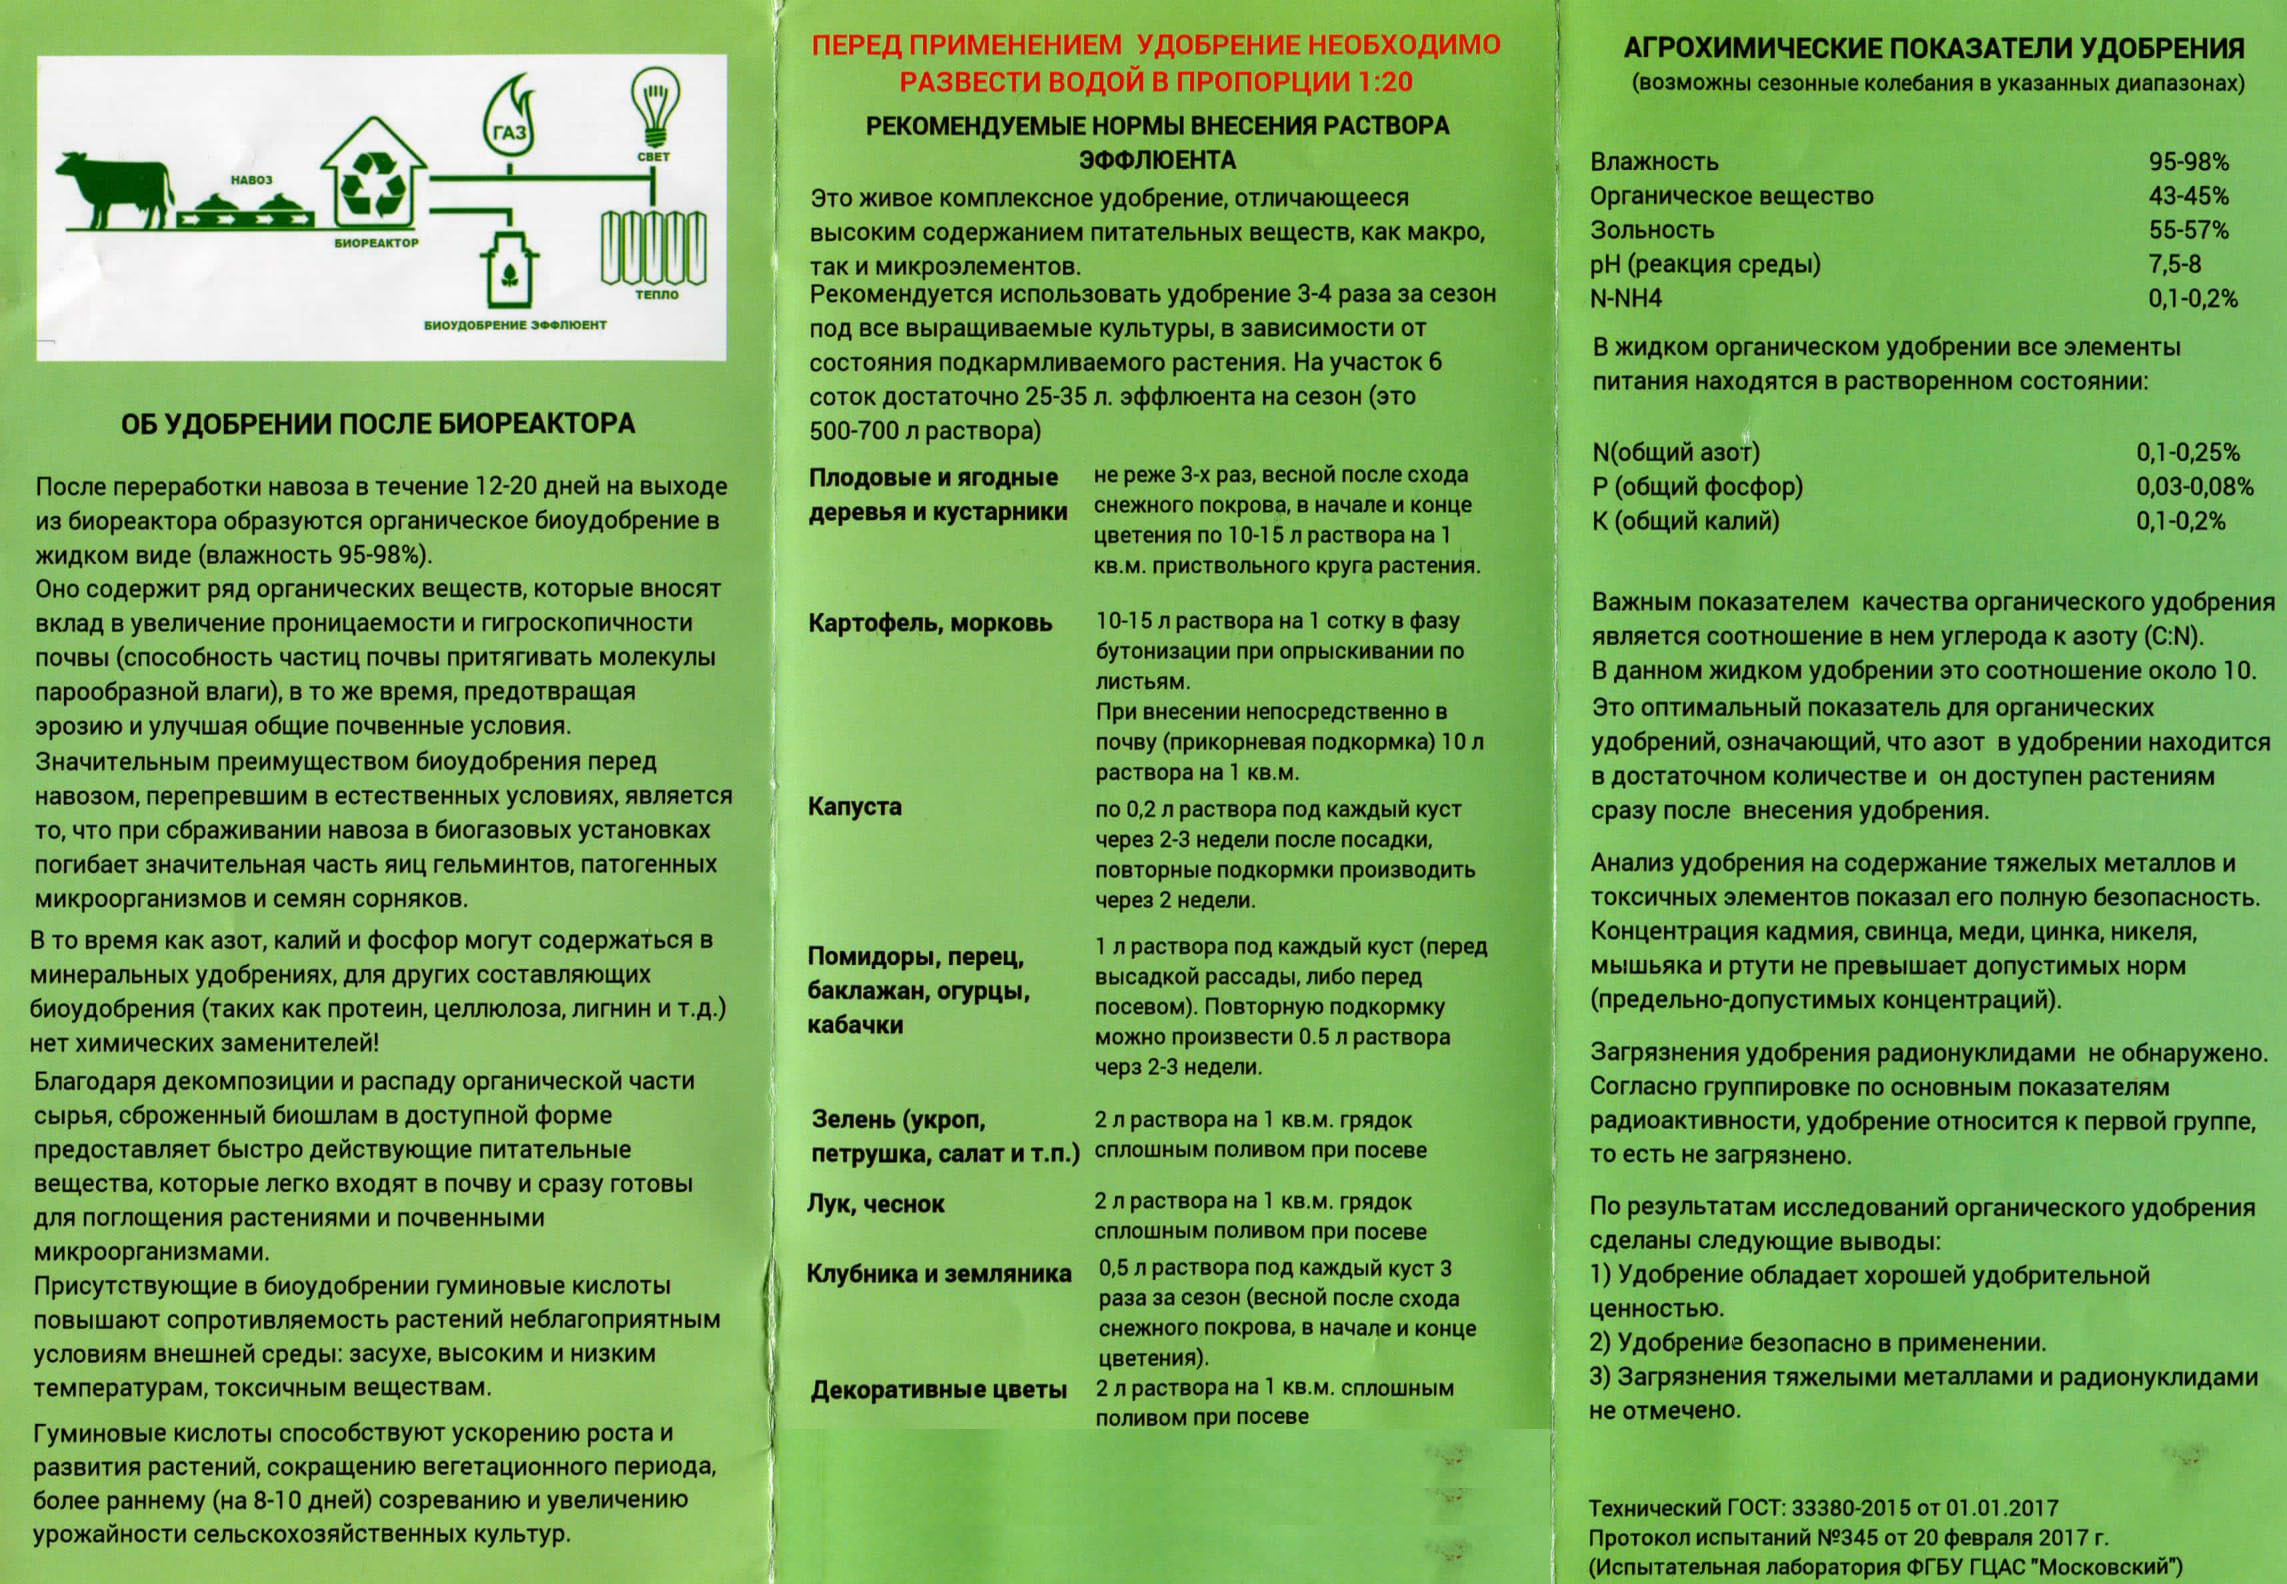 НАВОЗ
БИОРЕАКТОР
ГАЗ
СВЕТ
ТЕПЛО
БИОУДОБРЕНИЕ ЭФФЛЮЕНТ
ОБ УДОБРЕНИИ ПОСЛЕ БИОРЕАКТОРА
После переработки навоза в течение 12-20 дней на выходе
из биореактора образуются органическое биоудобрение в
жидком виде (влажность 95-98%).
Оно содержит ряд органических веществ, которые вносят
вклад в увеличение проницаемости и гигроскопичности
почвы (способность частиц почвы притягивать молекулы
парообразной влаги), в то же время, предотвращая
эрозию и улучшая общие почвенные условия.
Значительным преимуществом биоудобрения перед
навозом, перепревшим в естественных условиях, является
то, что при сбраживании навоза в биогазовых установках
погибает значительная часть яиц гельминтов, патогенных
микроорганизмов и семян сорняков.
В то время как азот, калий и фосфор могут содержаться в
минеральных удобрениях, для других составляющих
биоудобрения (таких как протеин, целлюлоза, лигнин и т.д.)
нет химических заменителей!
Благодаря декомпозиции и распаду органической части
сырья, сброженный биошлам в доступной форме
предоставляет быстро действующие питательные
вещества, которые легко входят в почву и сразу готовы
для поглощения растениями и почвенными
микроорганизмами.
Присутствующие в биоудобрении гуминовые кислоты
повышают сопротивляемость растений неблагоприятным
условиям внешней среды: засухе, высоким и низким
температурам, токсичным веществам.
Гуминовые кислоты способствуют ускорению роста и
развития растений, сокращению вегетационного периода,
более раннему (на 8-10 дней) созреванию и увеличению
урожайности сельскохозяйственных культур.
ПЕРЕД ПРИМЕНЕНИЕМ УДОБРЕНИЕ НЕОБХОДИМО
РАЗВЕСТИ ВОДОЙ В ПРОПОРЦИИ 1:20
РЕКОМЕНДУЕМЫЕ НОРМЫ ВНЕСЕНИЯ РАСТВОРА
ЭФФЛЮЕНТА
Это живое комплексное удобрение, отличающееся
высоким содержанием питательных веществ, как макро,
так и микроэлементов.
Рекомендуется использовать удобрение 3-4 раза за сезон
под все выращиваемые культуры, в зависимости от
состояния подкармливаемого растения. На участок 6
соток достаточно 25-35 л. эффлюента на сезон (это
500-700 л раствора)
Плодовые и ягодные
деревья и кустарники
не реже 3-х раз, весной после схода
снежного покрова, в начале и конце
цветения по 10-15 л раствора на 1
кв.м. приствольного круга растения.
Картофель, морковь
10-15 л раствора на 1 сотку в фазу
бутонизации при опрыскивании по
листьям.
При внесении непосредственно в
почву (прикорневая подкормка) 10 л
раствора на 1 кв.м.
Капуста
по 0,2 л раствора под каждый куст
через 2-3 недели после посадки,
повторные подкормки производить
через 2 недели.
Помидоры, перец,
баклажан, огурцы,
кабачки
1 л раствора под каждый куст (перед
высадкой рассады, либо перед
посевом). Повторную подкормку
можно произвести 0.5 л раствора
черз 2-3 недели.
Зелень (укроп,
петрушка, салат и т.п.)
2 л раствора на 1 кв.м. грядок
сплошным поливом при посеве
Лук, чеснок
2 л раствора на 1 кв.м. грядок
сплошным поливом при посеве
Клубника и земляника
0,5 л раствора под каждый куст 3
раза за сезон (весной после схода
снежного покрова, в начале и конце
цветения).
Декоративные цветы
2 л раствора на 1 кв.м. сплошным
поливом при посеве
АГРОХИМИЧЕСКИЕ ПОКАЗАТЕЛИ УДОБРЕНИЯ
(возможны сезонные колебания в указанных диапазонах)
Влажность 95-98%
Органическое вещество 43-45%
Зольность 55-57%
pH (реакция среды) 7,5-8
N-NH4 0,1-0,2%
В жидком органическом удобрении все элементы
питания находятся в растворенном состоянии:
N(общий азот) 0,1-0,25%
P (общий фосфор) 0,03-0,08%
K (общий калий) 0,1-0,2%
Важным показателем качества органического удобрения
является соотношение в нем углерода к азоту (C:N).
В данном жидком удобрении это соотношение около 10.
Это оптимальный показатель для органических
удобрений, означающий, что азот в удобрении находится
в достаточном количестве и он доступен растениям
сразу после внесения удобрения.
Анализ удобрения на содержание тяжелых металлов и
токсичных элементов показал его полную безопасность.
Концентрация кадмия, свинца, меди, цинка, никеля,
мышьяка и ртути не превышает допустимых норм
(предельно-допустимых концентраций).
Загрязнения удобрения радионуклидами не обнаружено.
Согласно группировке по основным показателям
радиоактивности, удобрение относится к первой группе,
то есть не загрязнено.
По результатам исследований органического удобрения
сделаны следующие выводы:
1) Удобрение обладает хорошей удобрительной
ценностью.
2) Удобрение безопасно в применении.
3) Загрязнения тяжелыми металлами и радионуклидами
не отмечено.
Технический ГОСТ: 33380-2015 от 01.01.2017
Протокол испытаний №345 от 20 февраля 2017 г.
(Испытательная лаборатория ФГБУ ГЦАС "Московский")